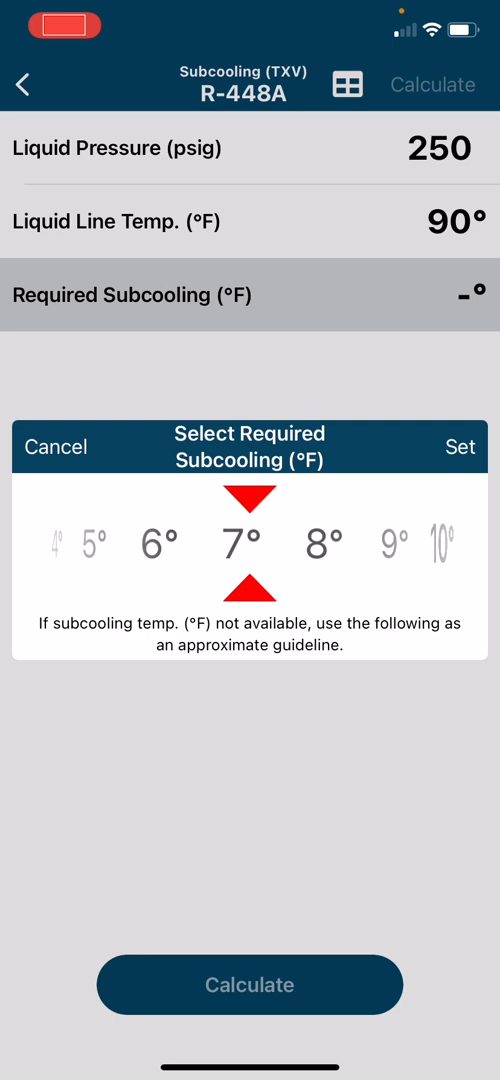 Subcooling (TXV)
R-448A
Calculate
Liquid Pressure (psig) 250
Liquid Line Temp. (°F) 90°
Required Subcooling (°F) -°
Cancel
Select Required
Subcooling (°F)
Set
4° 5° 6° 7° 8° 9° 10°
If subcooling temp. (°F) not available, use the following as
an approximate guideline.
Calculate